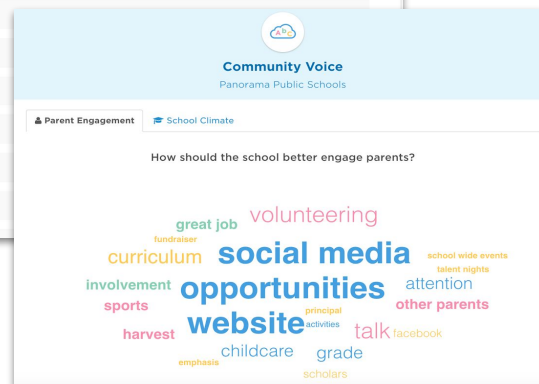 AbC
Community Voice
Panorama Public Schools
Parent Engagement
School Climate
How should the school better engage parents?
volunteering
great job
fundraiser
social media
curriculum
school wide events
talent nights
involvement
opportunities
attention
sports
principal
other parents
website
activities
talk
facebook
harvest
childcare
grade
emphasis
scholars